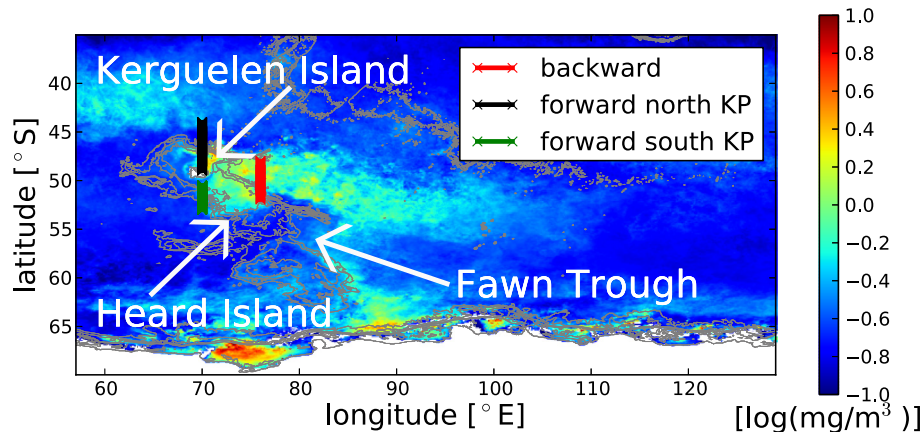 Kerguelen Island
backward
forward north KP
forward south KP
Heard Island
Fawn Trough
latitude [°S]
40
45
50
55
60
65
60 70 80 90 100 110 120
longitude [°E]
1.0
0.8
0.6
0.4
0.2
0.0
−0.2
−0.4
−0.6
−0.8
−1.0
[log(mg/m³ )]